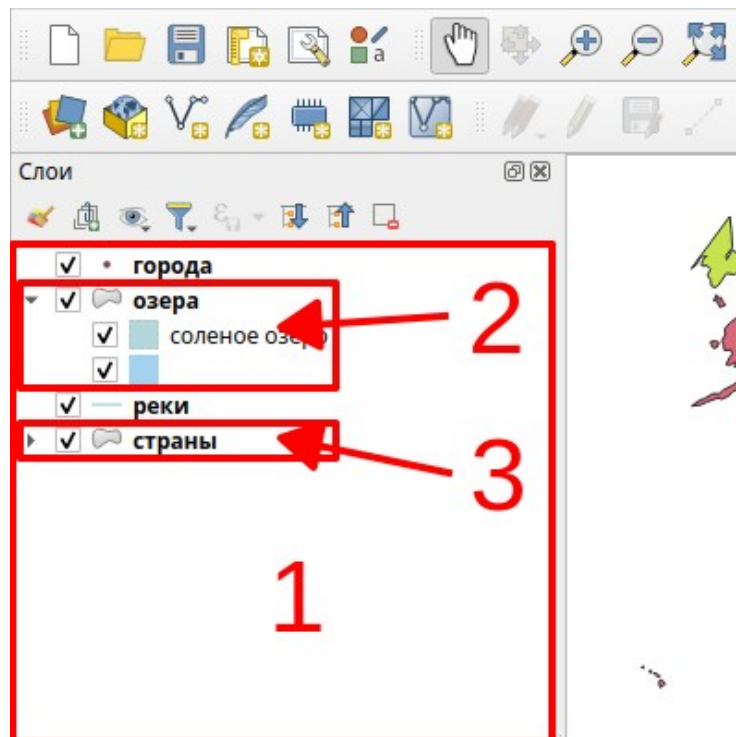 a
Слои
города
озера
соленое озеро
реки
страны
2
3
1